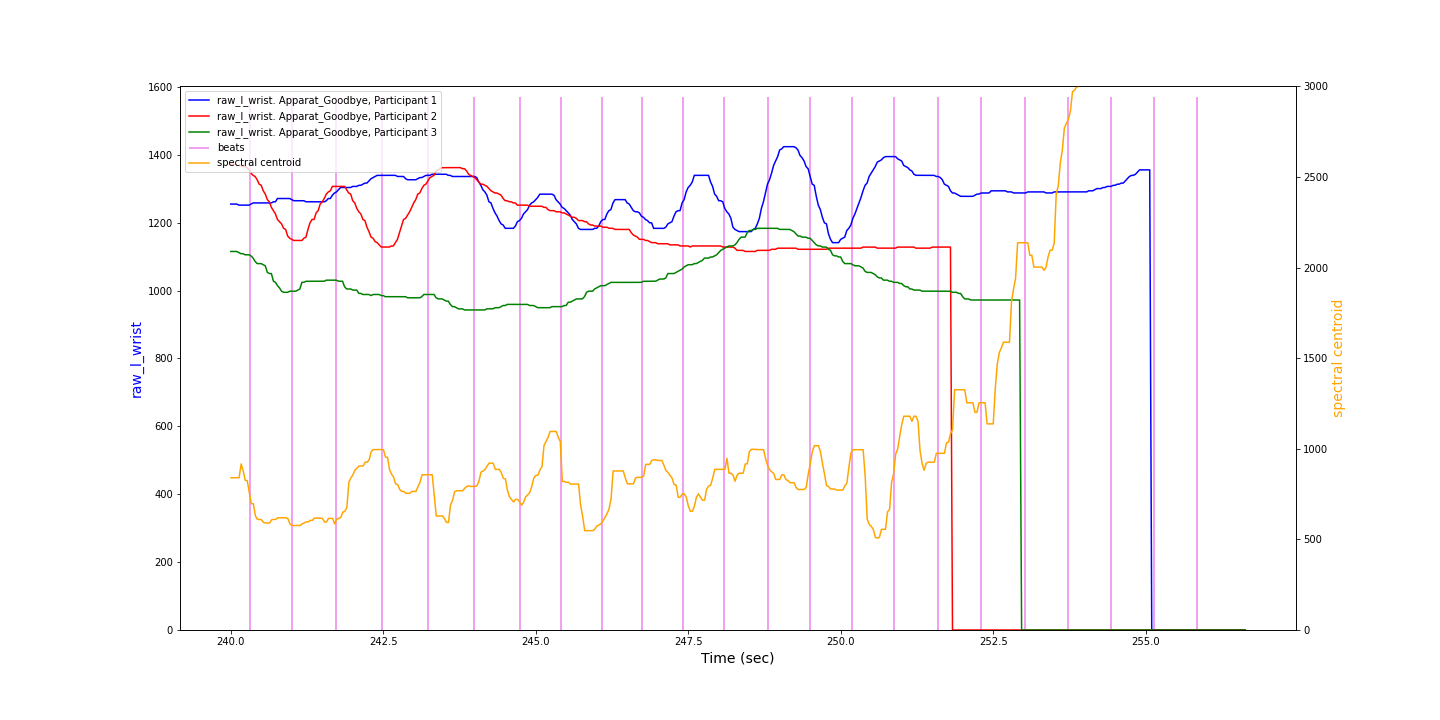 raw_l_wrist. Apparat_Goodbye, Participant 1
raw_l_wrist. Apparat_Goodbye, Participant 2
raw_l_wrist. Apparat_Goodbye, Participant 3
beats
spectral centroid
1600
1400
1200
1000
800
600
400
200
0
raw_l_wrist
3000
2500
2000
1500
1000
500
0
spectral centroid
240.0 242.5 245.0 247.5 250.0 252.5 255.0
Time (sec)